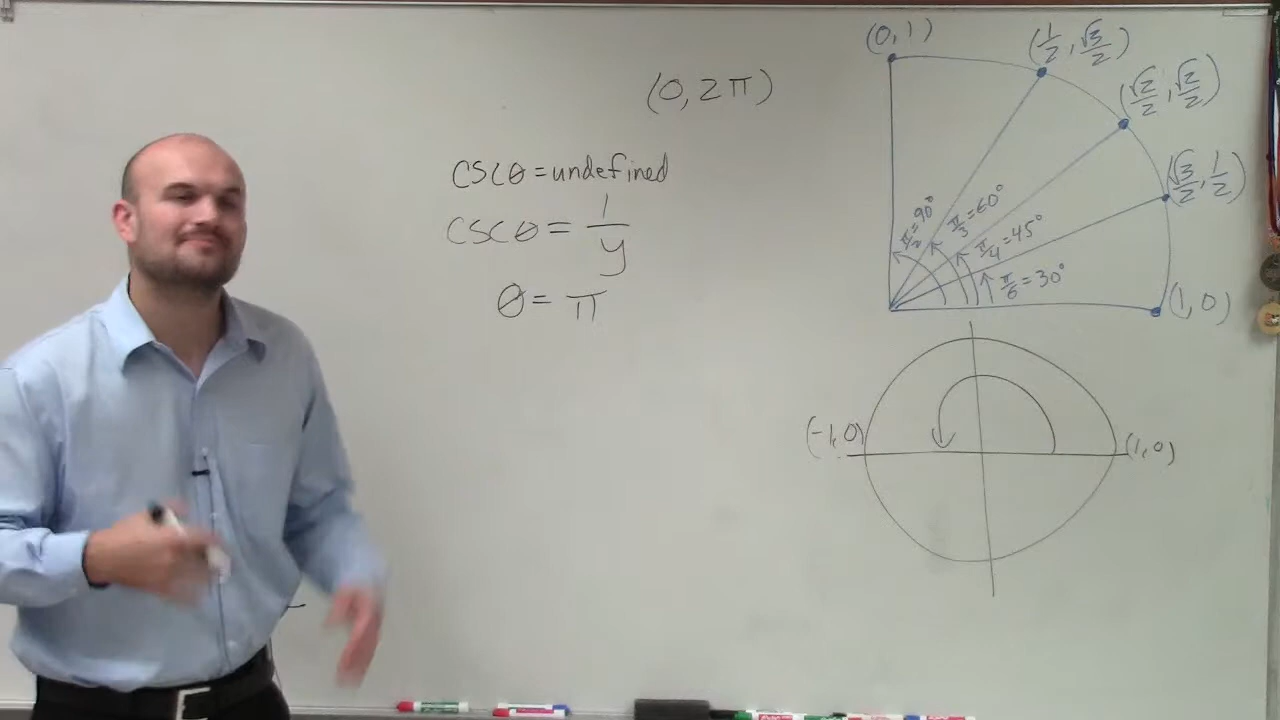 (0, 2π)
cscθ = undefined
cscθ = 1/y
θ = π
(0, 1)
(1/2, √3/2)
(√2/2, √2/2)
(√3/2, 1/2)
(1, 0)
π/2 = 90°
π/3 = 60°
π/4 = 45°
π/6 = 30°
(-1, 0)
(1, 0)